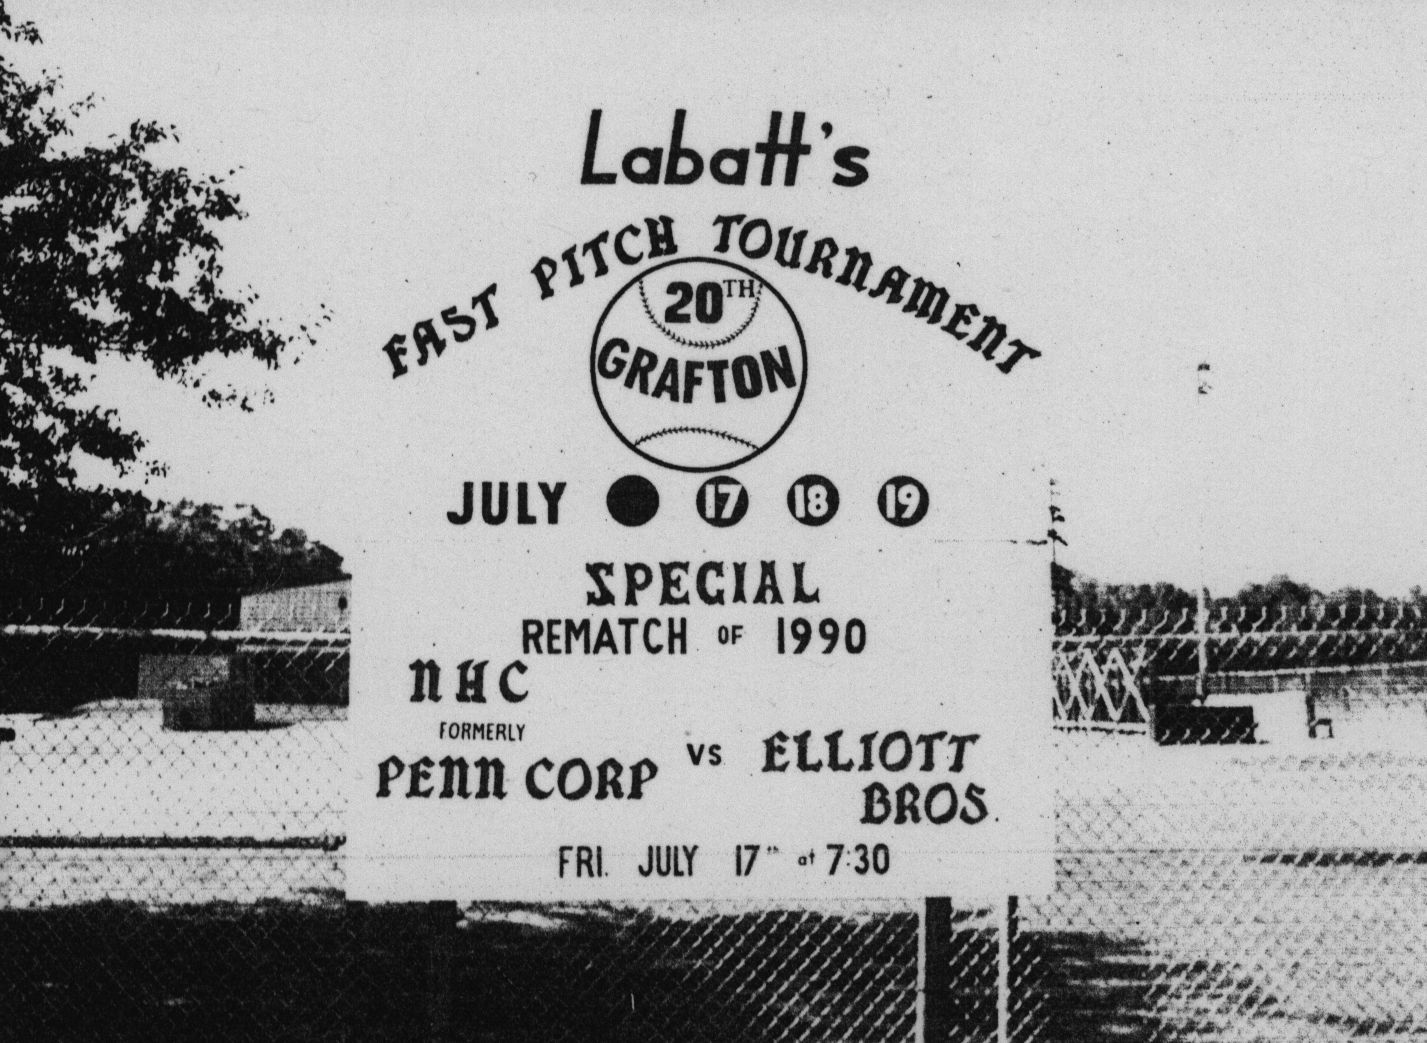 Labatt's
FAST PITCH TOURNAMENT
20TH
GRAFTON
JULY 17 18 19
SPECIAL
REMATCH OF 1990
NHC
FORMERLY
PENN CORP vs ELLIOTT
BROS.
FRI. JULY 17th at 7:30